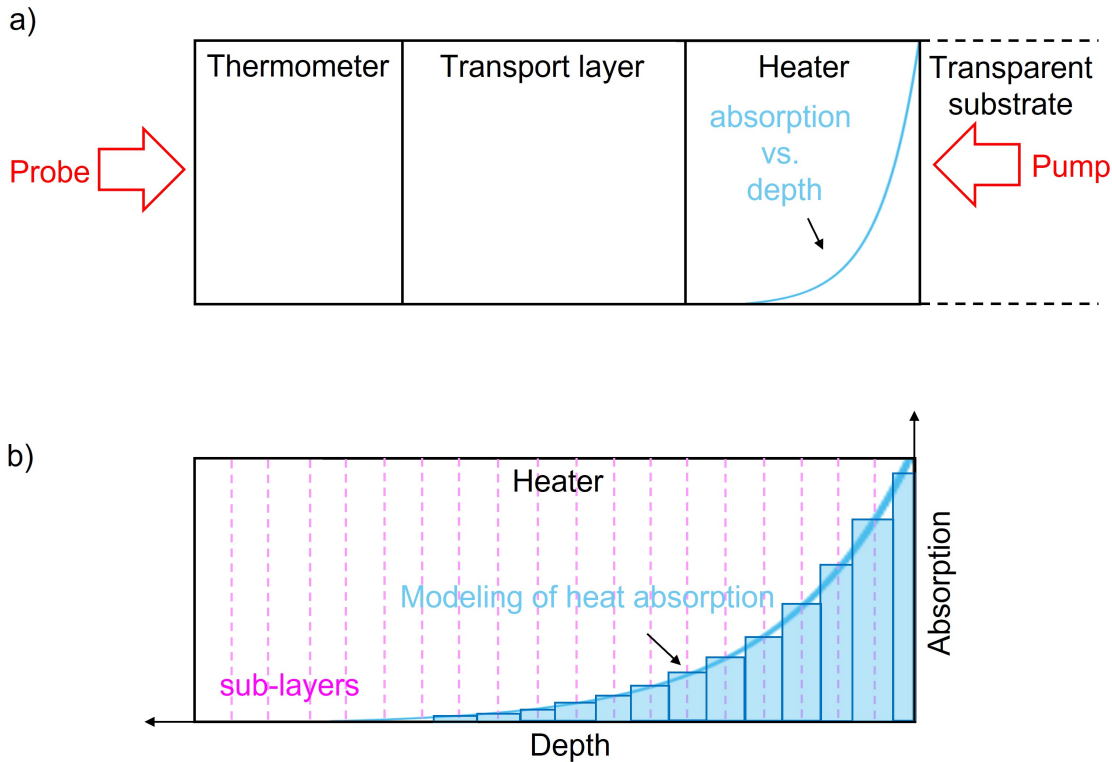 a)
Thermometer
Transport layer
Heater
Transparent
substrate
absorption
vs.
depth
Probe
Pump
b)
Heater
Modeling of heat absorption
sub-layers
Absorption
Depth